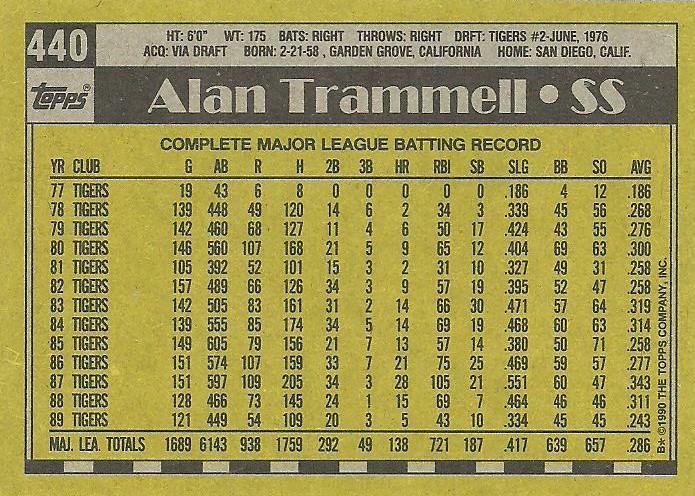 440
HT: 6'0" WT: 175 BATS: RIGHT THROWS: RIGHT DRFT: TIGERS #2-JUNE, 1976
ACQ: VIA DRAFT BORN: 2-21-58 , GARDEN GROVE, CALIFORNIA HOME: SAN DIEGO, CALIF.
Topps® Alan Trammell • SS
COMPLETE MAJOR LEAGUE BATTING RECORD
YR CLUB G AB R H 2B 3B HR RBI SB SLG BB SO AVG
77 TIGERS 19 43 6 8 0 0 0 0 0 .186 4 12 .186
78 TIGERS 139 448 49 120 14 6 2 34 3 .339 45 56 .268
79 TIGERS 142 460 68 127 11 4 6 50 17 .424 43 55 .276
80 TIGERS 146 560 107 168 21 5 9 65 12 .404 69 63 .300
81 TIGERS 105 392 52 101 15 3 2 31 10 .327 49 31 .258
82 TIGERS 157 489 66 126 34 3 9 57 19 .395 52 47 .258
83 TIGERS 142 505 83 161 31 2 14 66 30 .471 57 64 .319
84 TIGERS 139 555 85 174 34 5 14 69 19 .468 60 63 .314
85 TIGERS 149 605 79 156 21 7 13 57 14 .380 50 71 .258
86 TIGERS 151 574 107 159 33 7 21 75 25 .469 59 57 .277
87 TIGERS 151 597 109 205 34 3 28 105 21 .551 60 47 .343
88 TIGERS 128 466 73 145 24 1 15 69 7 .464 46 46 .311
89 TIGERS 121 449 54 109 20 3 5 43 10 .334 45 45 .243
MAJ. LEA. TOTALS 1689 6143 938 1759 292 49 138 721 187 .417 639 657 .286
B* ©1990 THE TOPPS COMPANY, INC.